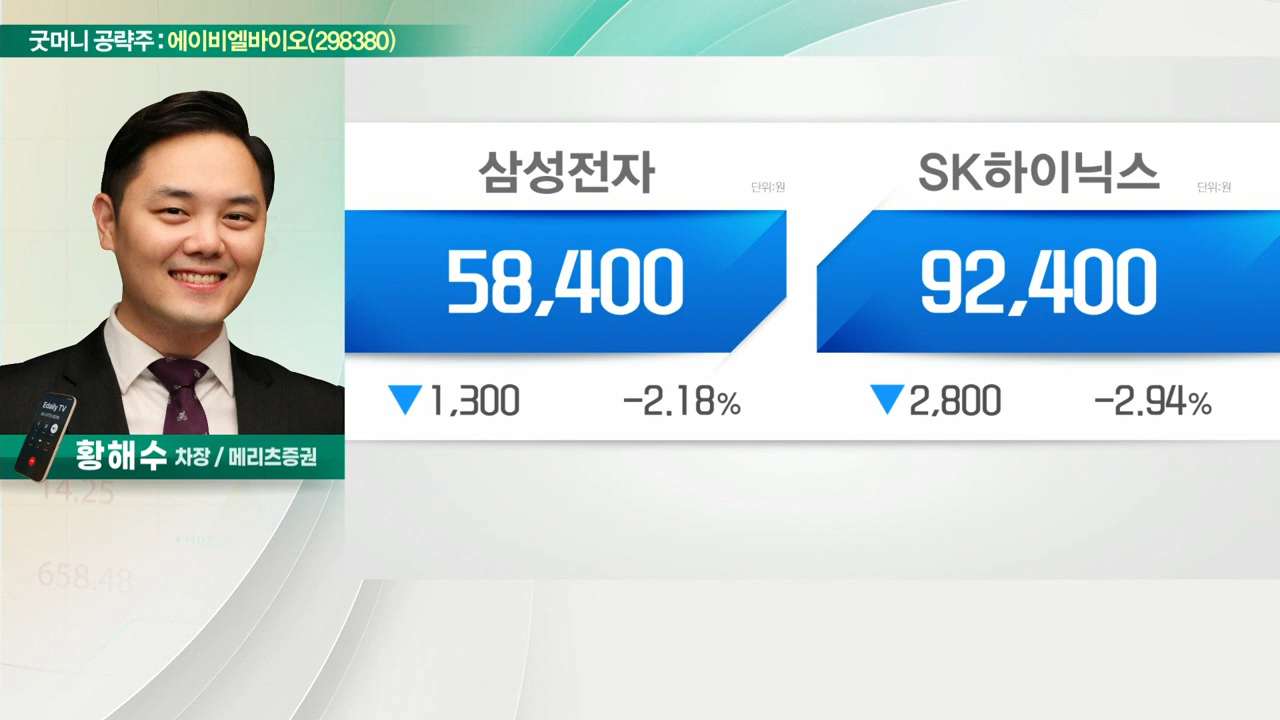 굿머니 공략주 : 에이비엘바이오(298380)
삼성전자
단위:원
58,400
▼1,300 -2.18%
SK하이닉스
단위:원
92,400
▼2,800 -2.94%
Edaily TV
황해수 차장 / 메리츠증권
14.25
658.48